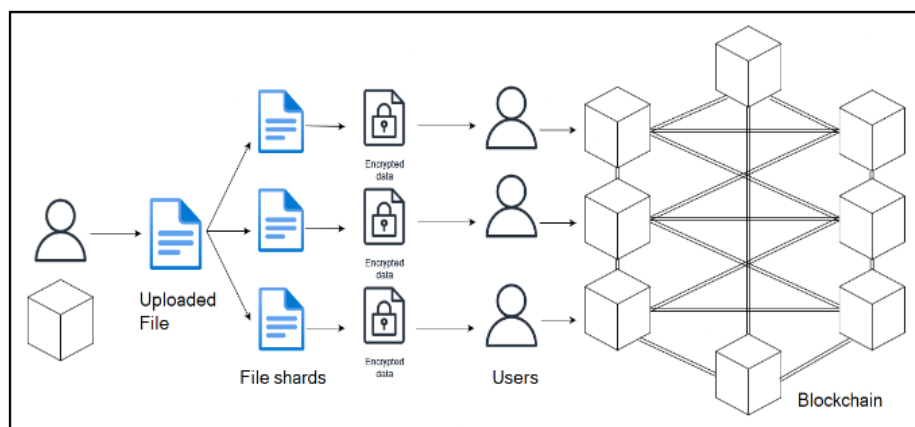 Encrypted
data
Encrypted
data
Uploaded
File
Encrypted
data
File shards
Users
Blockchain